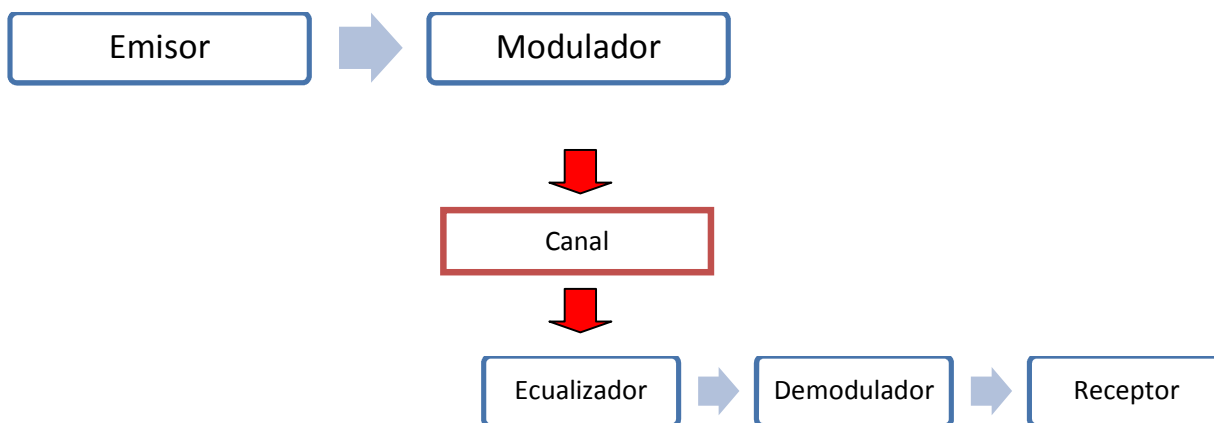 Emisor
Modulador
Canal
Ecualizador
Demodulador
Receptor